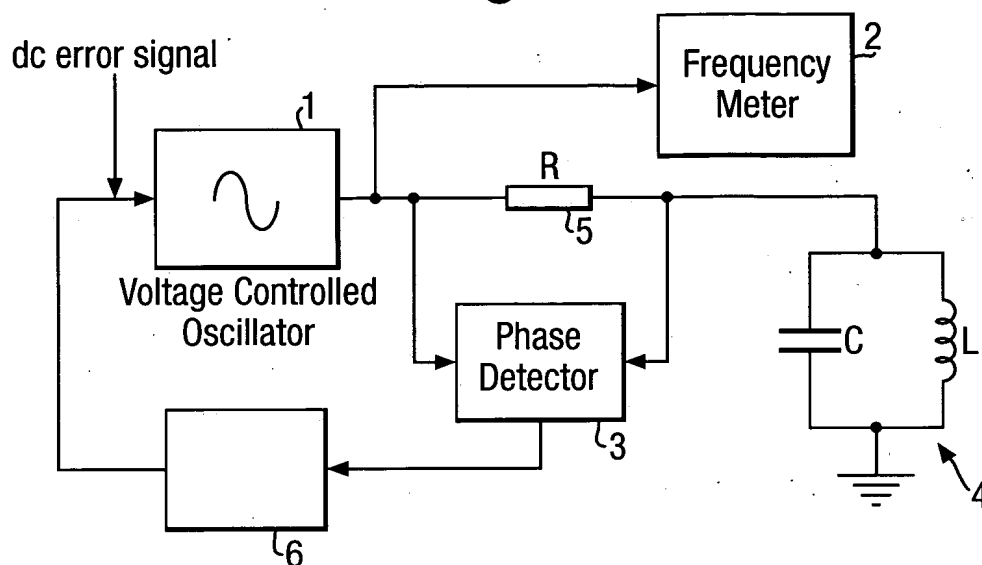 dc error signal
1
Voltage Controlled
Oscillator
2
Frequency
Meter
R
5
Phase
Detector
3
C
L
4
6